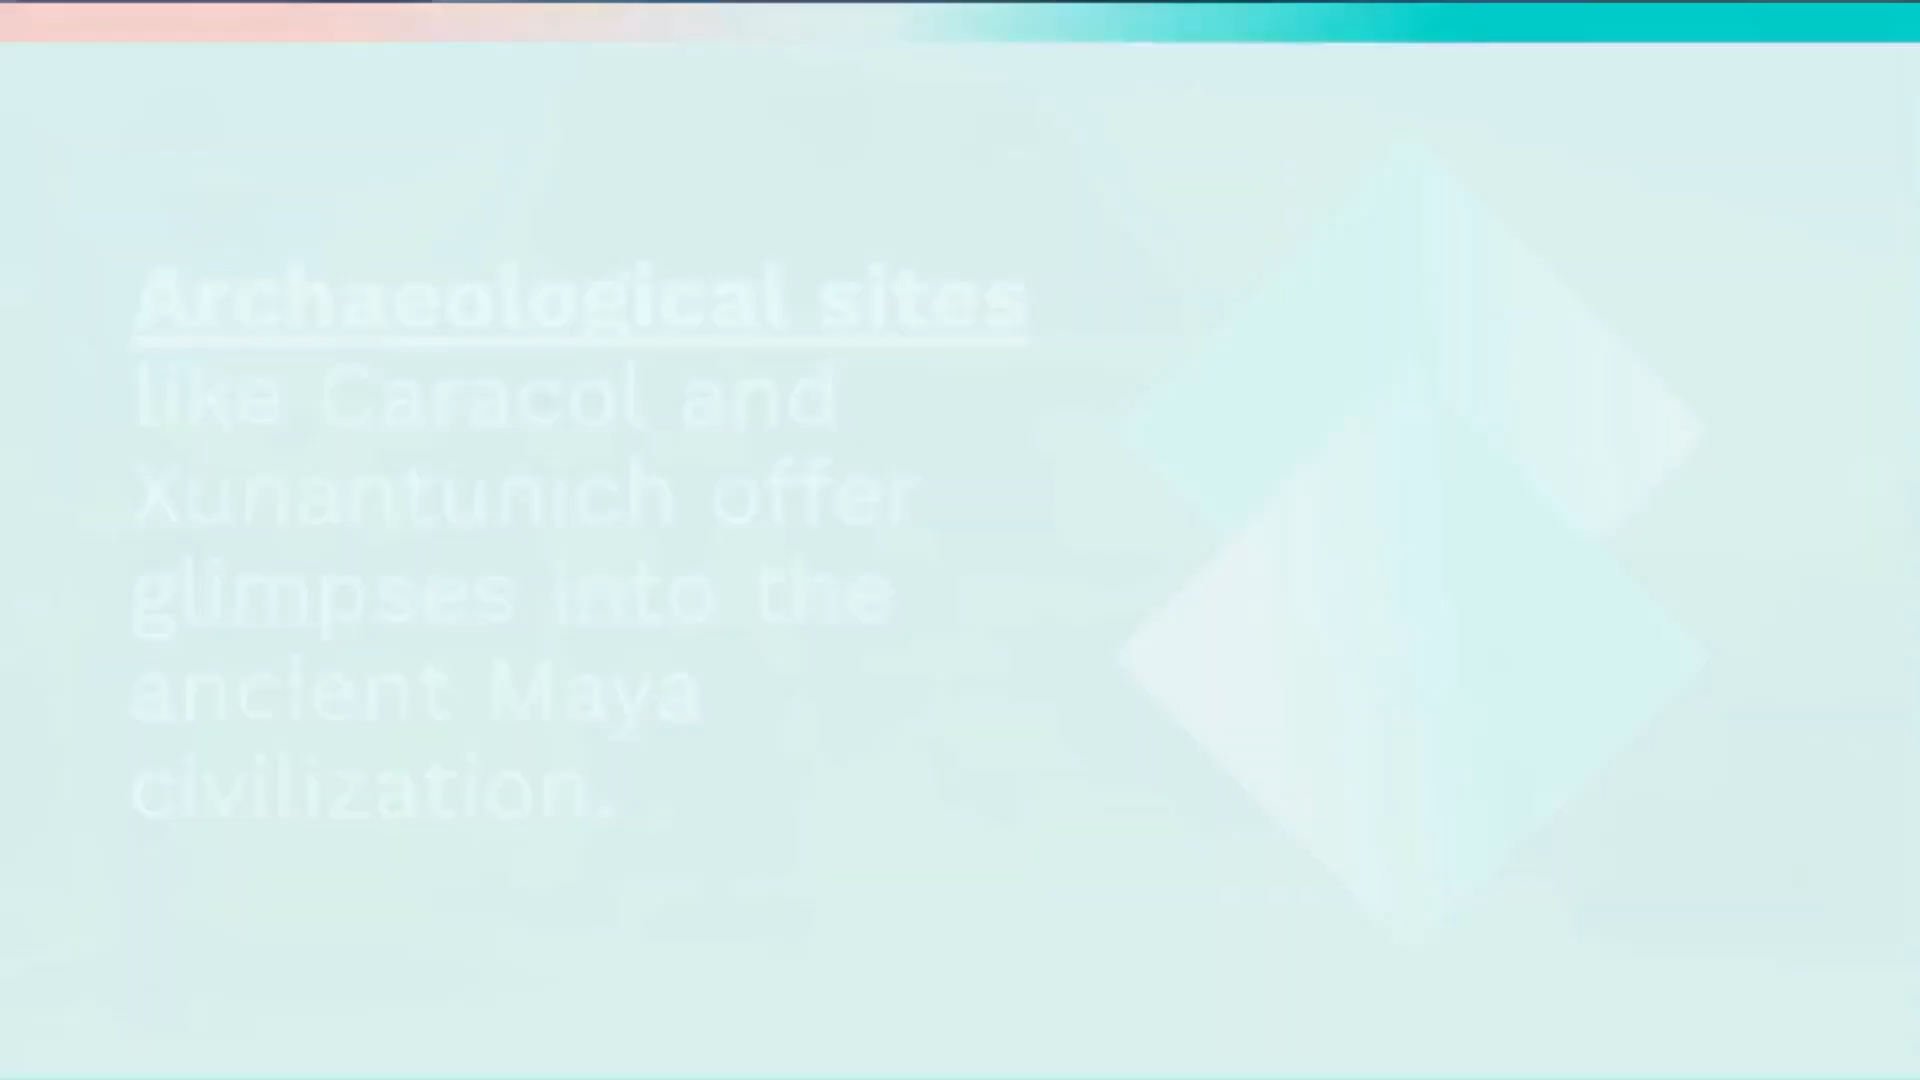 Archaeological sites
like Caracol and
Xunantunich offer
glimpses into the
ancient Maya
civilization.